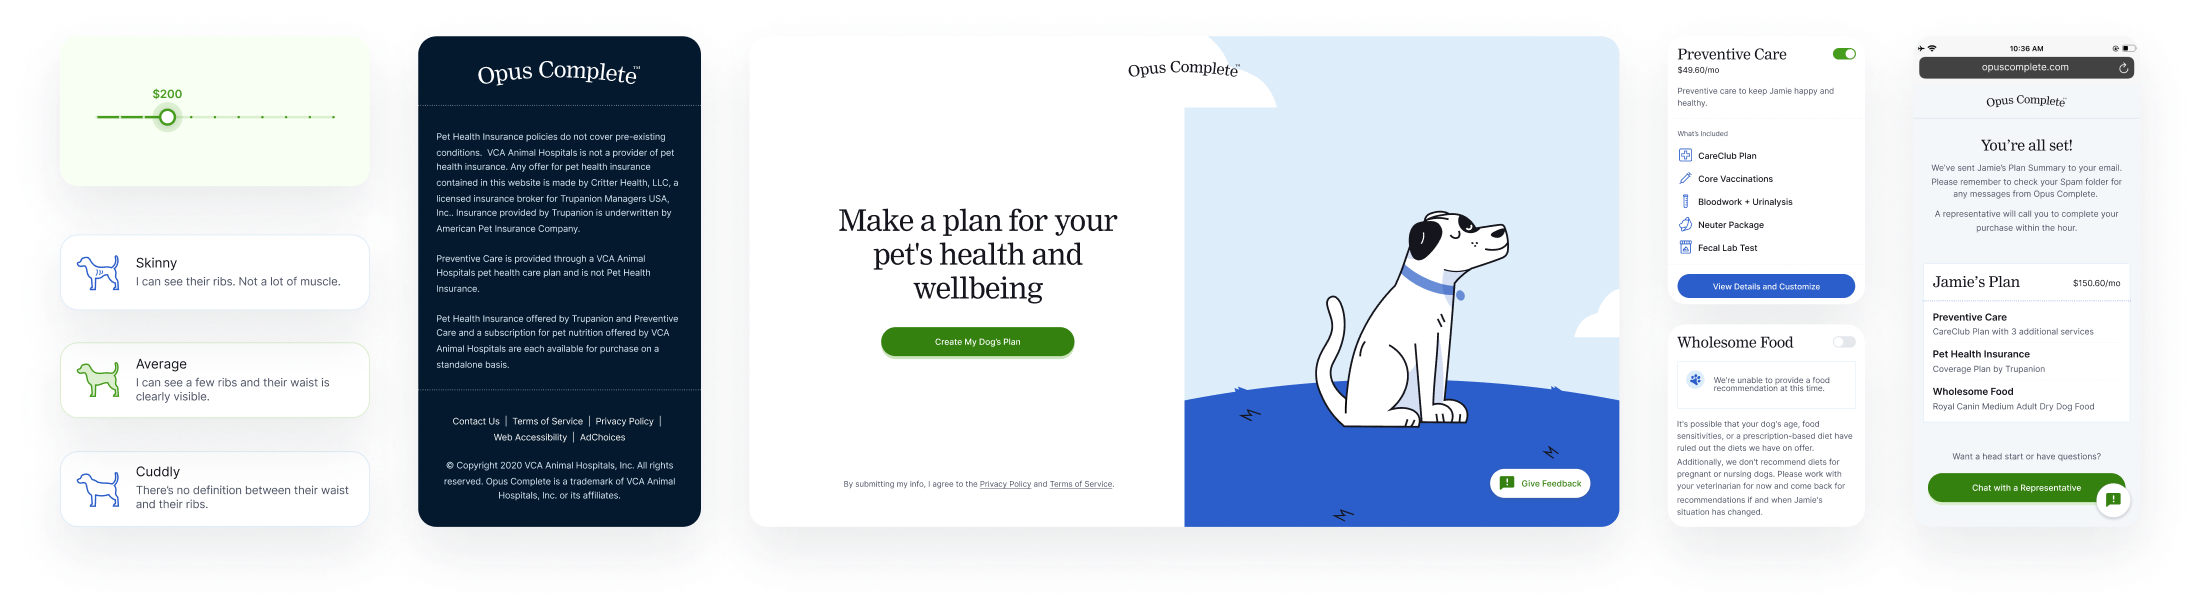 $200
Skinny
I can see their ribs. Not a lot of muscle.
Average
I can see a few ribs and their waist is
clearly visible.
Cuddly
There's no definition between their waist
and their ribs.
Opus Complete™
Pet Health Insurance policies do not cover pre-existing
conditions.  VCA Animal Hospitals is not a provider of pet
health insurance. Any offer for pet health insurance
contained in this website is made by Critter Health, LLC, a
licensed insurance broker for Trupanion Managers USA,
Inc.. Insurance provided by Trupanion is underwritten by
American Pet Insurance Company.
Preventive Care is provided through a VCA Animal
Hospitals pet health care plan and is not Pet Health
Insurance.
Pet Health Insurance offered by Trupanion and Preventive
Care and a subscription for pet nutrition offered by VCA
Animal Hospitals are each available for purchase on a
standalone basis.
Contact Us | Terms of Service | Privacy Policy |
Web Accessibility | AdChoices
© Copyright 2020 VCA Animal Hospitals, Inc. All rights
reserved. Opus Complete is a trademark of VCA Animal
Hospitals, Inc. or its affiliates.
Opus Complete™
Make a plan for your
pet's health and
wellbeing
Create My Dog's Plan
By submitting my info, I agree to the Privacy Policy and Terms of Service.
Give Feedback
Preventive Care
$49.60/mo
Preventive care to keep Jamie happy and
healthy.
What's Included
CareClub Plan
Core Vaccinations
Bloodwork + Urinalysis
Neuter Package
Fecal Lab Test
View Details and Customize
Wholesome Food
We're unable to provide a food
recommendation at this time.
It's possible that your dog's age, food
sensitivities, or a prescription-based diet have
ruled out the diets we have on offer.
Additionally, we don't recommend diets for
pregnant or nursing dogs. Please work with
your veterinarian for now and come back for
recommendations if and when Jamie's
situation has changed.
10:36 AM
opuscomplete.com
Opus Complete™
You're all set!
We've sent Jamie's Plan Summary to your email.
Please remember to check your Spam folder for
any messages from Opus Complete.
A representative will call you to complete your
purchase within the hour.
Jamie's Plan
$150.60/mo
Preventive Care
CareClub Plan with 3 additional services
Pet Health Insurance
Coverage Plan by Trupanion
Wholesome Food
Royal Canin Medium Adult Dry Dog Food
Want a head start or have questions?
Chat with a Representative